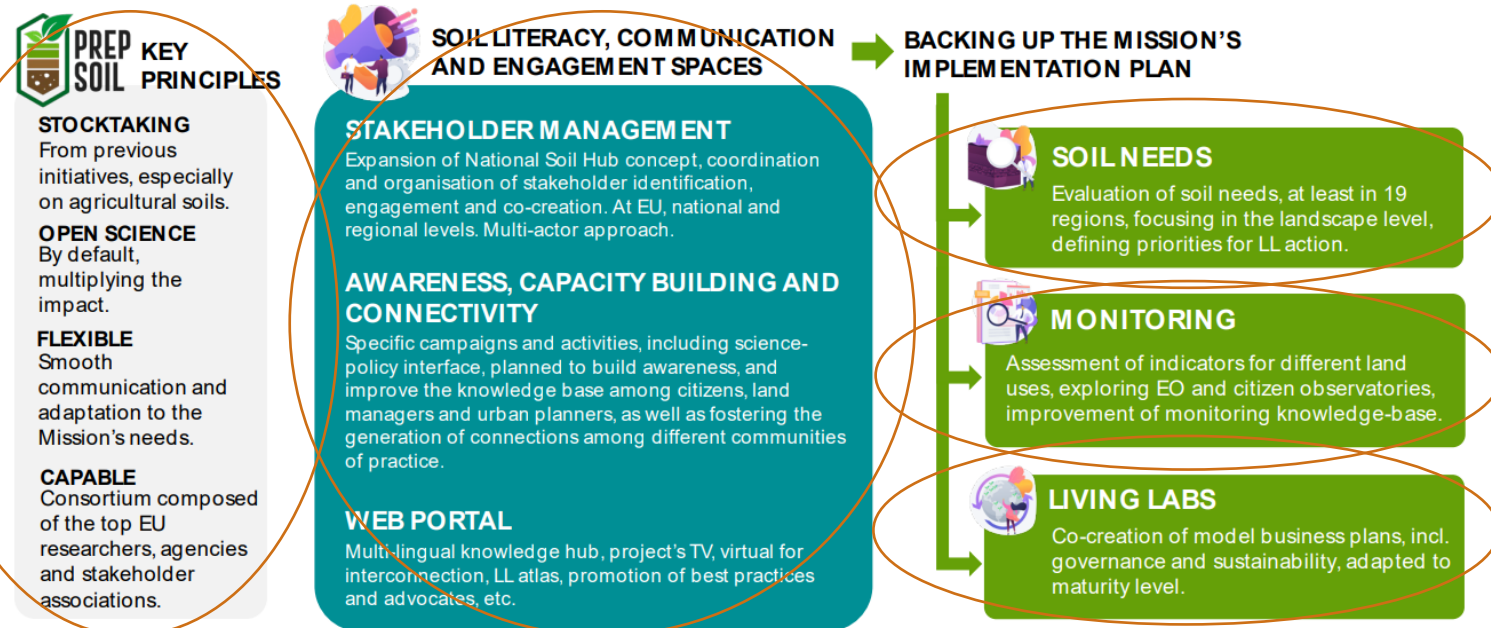 PREP
SOIL
KEY
PRINCIPLES
STOCKTAKING
From previous
initiatives, especially
on agricultural soils.
OPEN SCIENCE
By default,
multiplying the
impact.
FLEXIBLE
Smooth
communication and
adaptation to the
Mission's needs.
CAPABLE
Consortium composed
of the top EU
researchers, agencies
and stakeholder
associations.
SOIL LITERACY, COMMUNICATION
AND ENGAGEMENT SPACES
STAKEHOLDER MANAGEMENT
Expansion of National Soil Hub concept, coordination
and organisation of stakeholder identification,
engagement and co-creation. At EU, national and
regional levels. Multi-actor approach.
AWARENESS, CAPACITY BUILDING AND
CONNECTIVITY
Specific campaigns and activities, including science-
policy interface, planned to build awareness, and
improve the knowledge base among citizens, land
managers and urban planners, as well as fostering the
generation of connections among different communities
of practice.
WEB PORTAL
Multi-lingual knowledge hub, project's TV, virtual for
interconnection, LL atlas, promotion of best practices
and advocates, etc.
BACKING UP THE MISSION'S
IMPLEMENTATION PLAN
SOIL NEEDS
Evaluation of soil needs, at least in 19
regions, focusing in the landscape level,
defining priorities for LL action.
MONITORING
Assessment of indicators for different land
uses, exploring EO and citizen observatories,
improvement of monitoring knowledge-base.
LIVING LABS
Co-creation of model business plans, incl.
governance and sustainability, adapted to
maturity level.